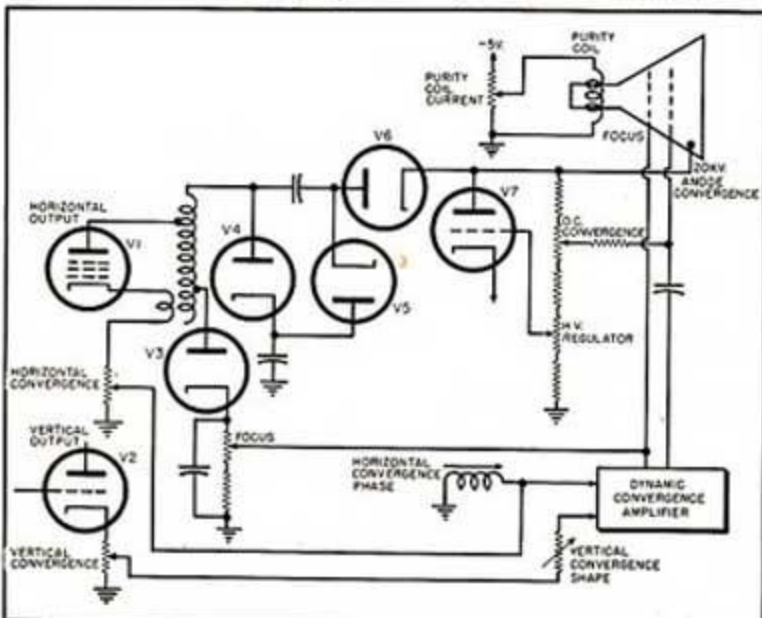 -5V.
PURITY
COIL
PURITY
COIL
CURRENT
FOCUS
V6
20KV.
ANODE
CONVERGENCE
V7
HORIZONTAL
OUTPUT
V1
V4
D.C. CONVERGENCE
V5
H.V.
REGULATOR
V3
HORIZONTAL
CONVERGENCE
VERTICAL
OUTPUT
FOCUS
V2
HORIZONTAL
CONVERGENCE
PHASE
DYNAMIC
CONVERGENCE
AMPLIFIER
VERTICAL
CONVERGENCE
VERTICAL
CONVERGENCE
SHAPE